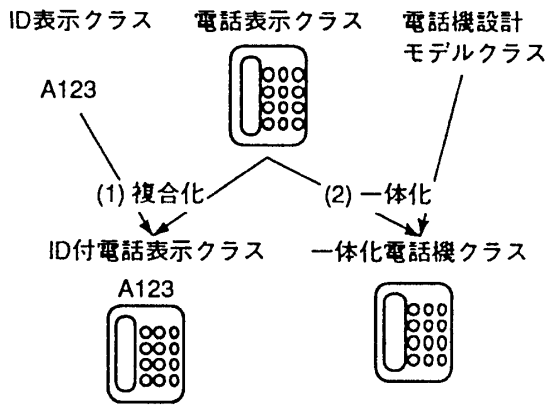 ID表示クラス
電話表示クラス
電話機設計
モデルクラス
A123
(1) 複合化
(2) 一体化
ID付電話表示クラス
一体化電話機クラス
A123